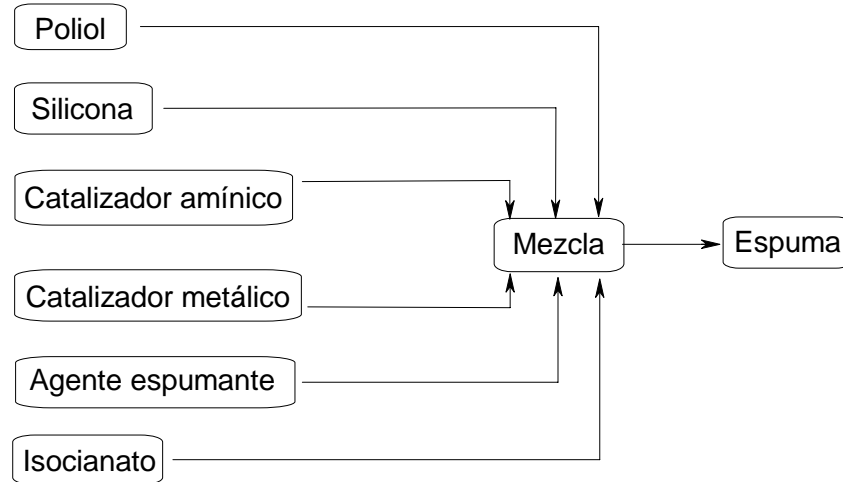 Poliol
Silicona
Catalizador amínico
Mezcla
Espuma
Catalizador metálico
Agente espumante
Isocianato